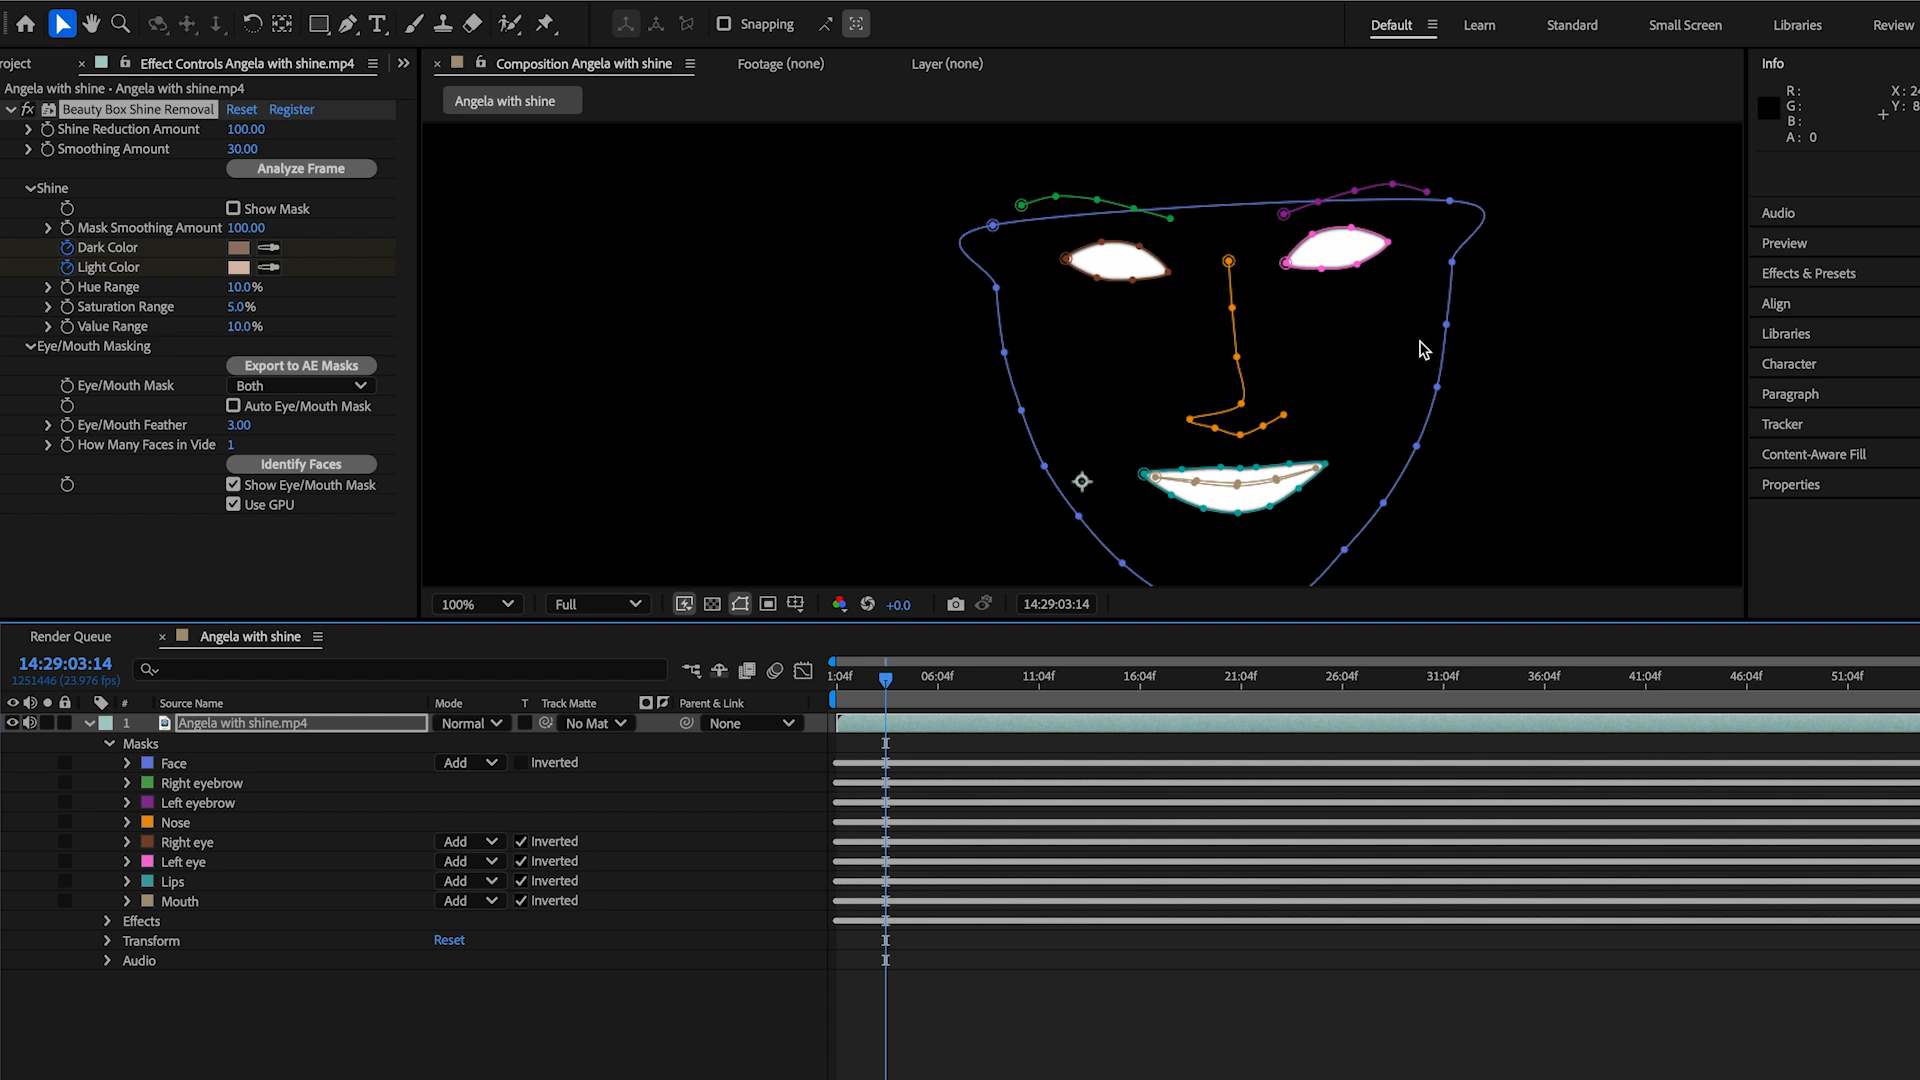 Snapping
Default
Learn
Standard
Small Screen
Libraries
Review
roject
× Effect Controls Angela with shine.mp4
Angela with shine • Angela with shine.mp4
fx Beauty Box Shine Removal Reset Register
Shine Reduction Amount 100.00
Smoothing Amount 30.00
Analyze Frame
Shine
Show Mask
Mask Smoothing Amount 100.00
Dark Color
Light Color
Hue Range 10.0%
Saturation Range 5.0%
Value Range 10.0%
Eye/Mouth Masking
Export to AE Masks
Eye/Mouth Mask Both
Auto Eye/Mouth Mask
Eye/Mouth Feather 3.00
How Many Faces in Vide 1
Identify Faces
Show Eye/Mouth Mask
Use GPU
× Composition Angela with shine
Footage (none)
Layer (none)
Angela with shine
100%
Full
+0.0
14:29:03:14
Info
R: X: 24
G: Y: 8
B:
A: 0
Audio
Preview
Effects & Presets
Align
Libraries
Character
Paragraph
Tracker
Content-Aware Fill
Properties
Render Queue
× Angela with shine
14:29:03:14
1251446 (23.976 fps)
1:04f 06:04f 11:04f 16:04f 21:04f 26:04f 31:04f 36:04f 41:04f 46:04f 51:04f
# Source Name Mode T Track Matte Parent & Link
1 Angela with shine.mp4 Normal No Mat None
Masks
Face Add Inverted
Right eyebrow
Left eyebrow
Nose
Right eye Add Inverted
Left eye Add Inverted
Lips Add Inverted
Mouth Add Inverted
Effects
Transform Reset
Audio